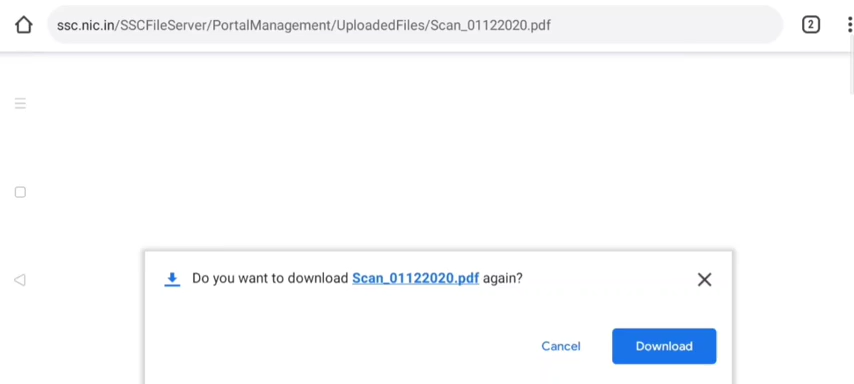 ssc.nic.in/SSCFileServer/PortalManagement/UploadedFiles/Scan_01122020.pdf
2
Do you want to download Scan_01122020.pdf again?
Cancel
Download